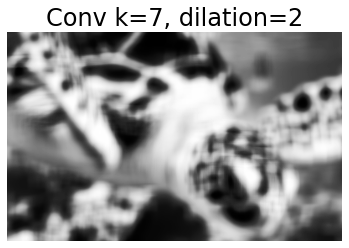 Conv k=7, dilation=2